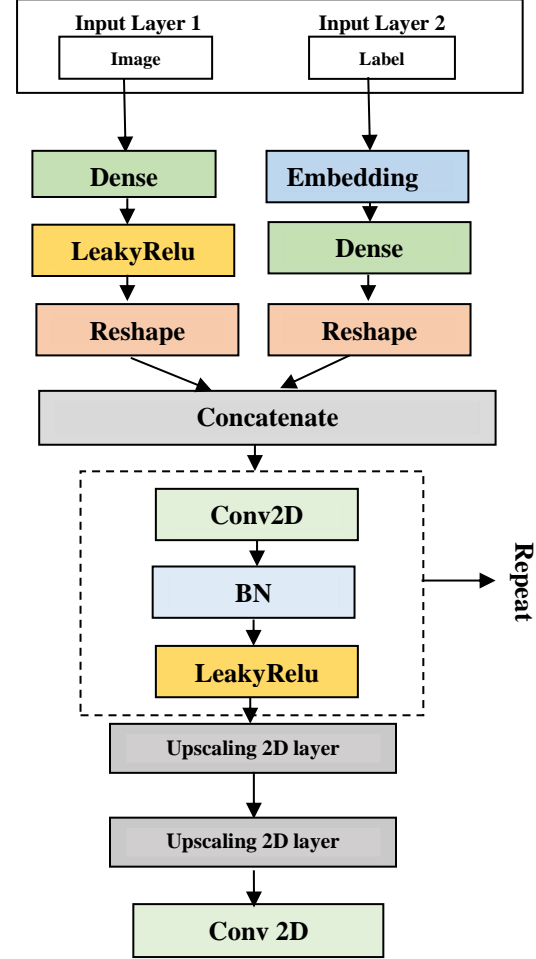 Input Layer 1
Input Layer 2
Image
Label
Dense
Embedding
LeakyRelu
Dense
Reshape
Reshape
Concatenate
Conv2D
BN
LeakyRelu
Repeat
Upscaling 2D layer
Upscaling 2D layer
Conv 2D